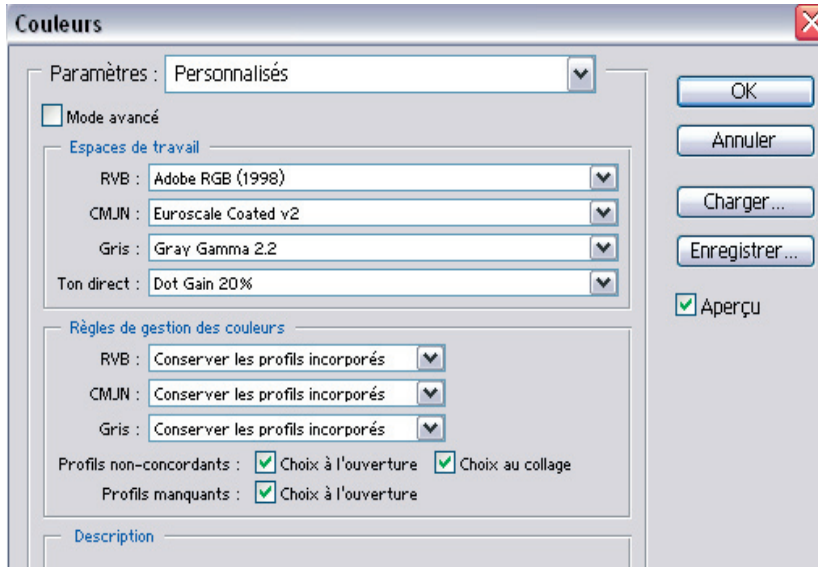 Couleurs
Paramètres : Personnalisés
Mode avancé
Espaces de travail
RVB : Adobe RGB (1998)
CMJN : Euroscale Coated v2
Gris : Gray Gamma 2.2
Ton direct : Dot Gain 20%
Règles de gestion des couleurs
RVB : Conserver les profils incorporés
CMJN : Conserver les profils incorporés
Gris : Conserver les profils incorporés
Profils non-concordants : Choix à l'ouverture Choix au collage
Profils manquants : Choix à l'ouverture
Description
OK
Annuler
Charger...
Enregistrer...
Aperçu